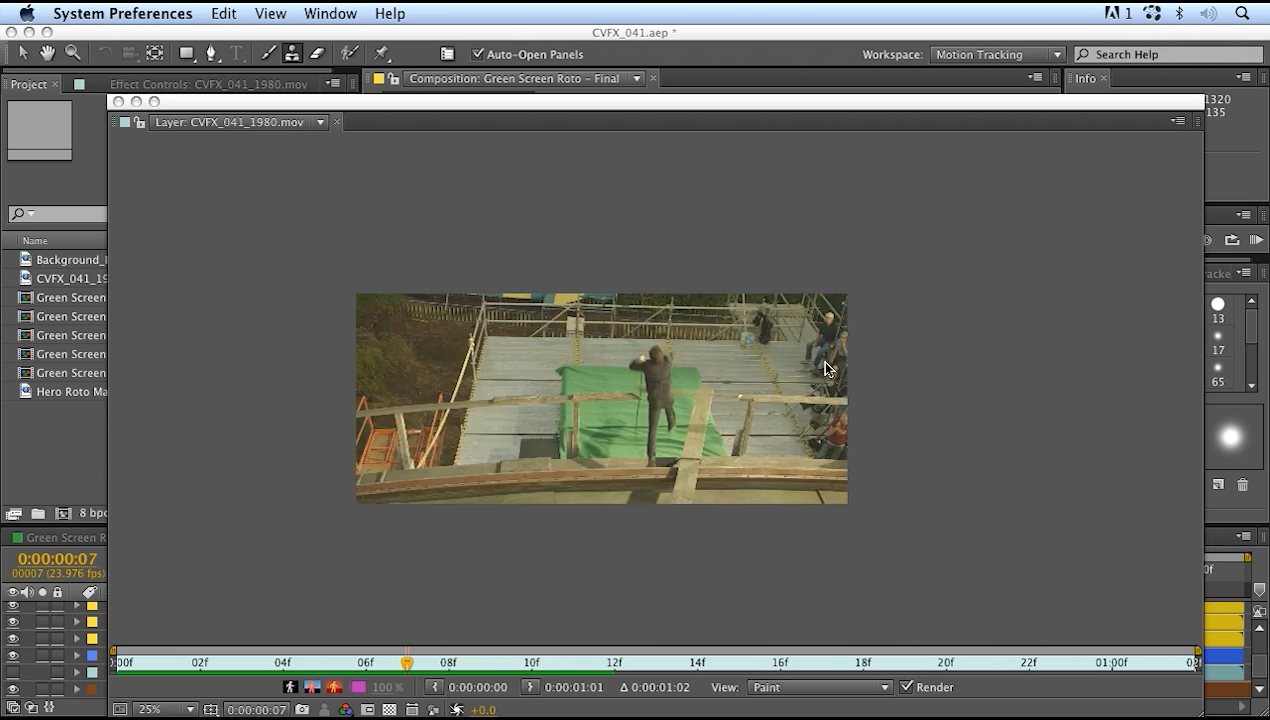 System Preferences Edit View Window Help 1
CVFX_041.aep *
Auto-Open Panels Workspace: Motion Tracking Search Help
Project × Effect Controls: CVFX_041_1980.mov Composition: Green Screen Roto - Final × Info ×
1320
135
Layer: CVFX_041_1980.mov ×
Name
Background_
CVFX_041_19
Green Screen
Green Screen
Green Screen
Green Screen
Green Screen
Hero Roto Ma
13
17
65
8 bpc
Green Screen R
0:00:00:07
00007 (23.976 fps)
:00f 02f 04f 06f 08f 10f 12f 14f 16f 18f 20f 22f 01:00f 02
100 % 0:00:00:00 0:00:01:01 Δ 0:00:01:02 View: Paint Render
25% 0:00:00:07 +0.0